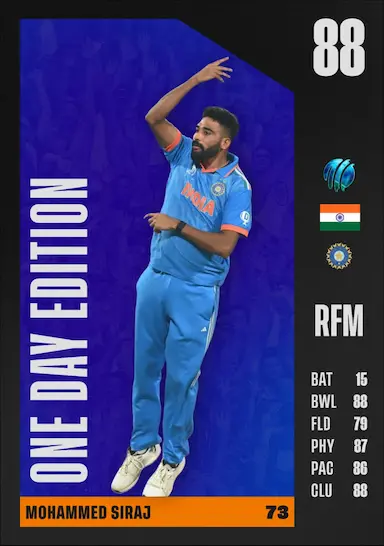 88
ONE DAY EDITION
INDIA
RFM
BAT 15
BWL 88
FLD 79
PHY 87
PAC 86
CLU 88
MOHAMMED SIRAJ 73